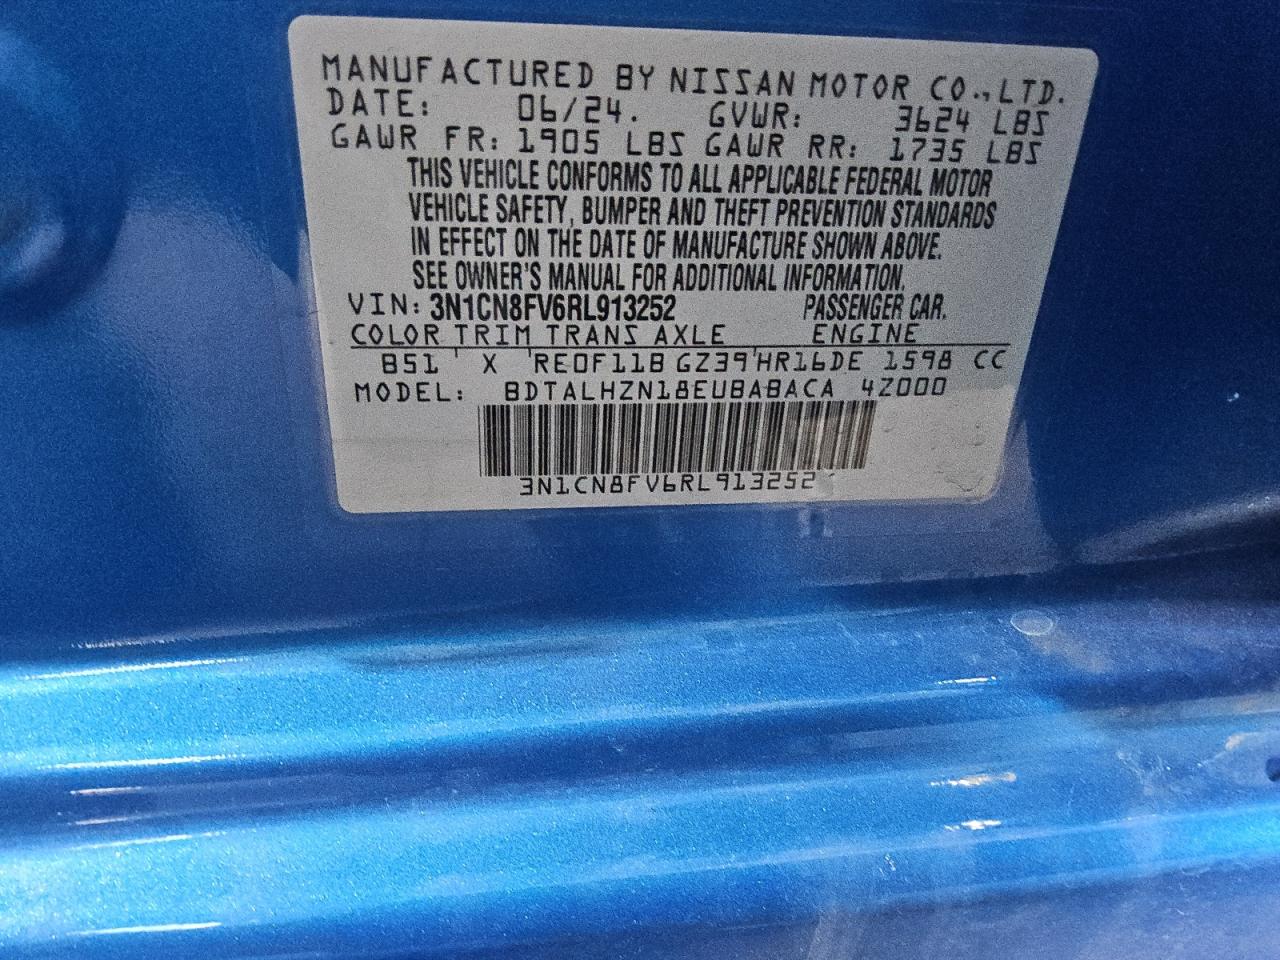 MANUFACTURED BY NISSAN MOTOR CO., LTD.
DATE: 06/24. GVWR: 3624 LBS
GAWR FR: 1905 LBS GAWR RR: 1735 LBS
THIS VEHICLE CONFORMS TO ALL APPLICABLE FEDERAL MOTOR
VEHICLE SAFETY, BUMPER AND THEFT PREVENTION STANDARDS
IN EFFECT ON THE DATE OF MANUFACTURE SHOWN ABOVE.
SEE OWNER'S MANUAL FOR ADDITIONAL INFORMATION.
VIN: 3N1CN8FV6RL913252 PASSENGER CAR.
COLOR TRIM TRANS AXLE ENGINE
B51 X RE0F11B GZ39 HR16DE 1598 CC
MODEL: BDTALHZN18EUBABACA 4Z000
3N1CN8FV6RL913252